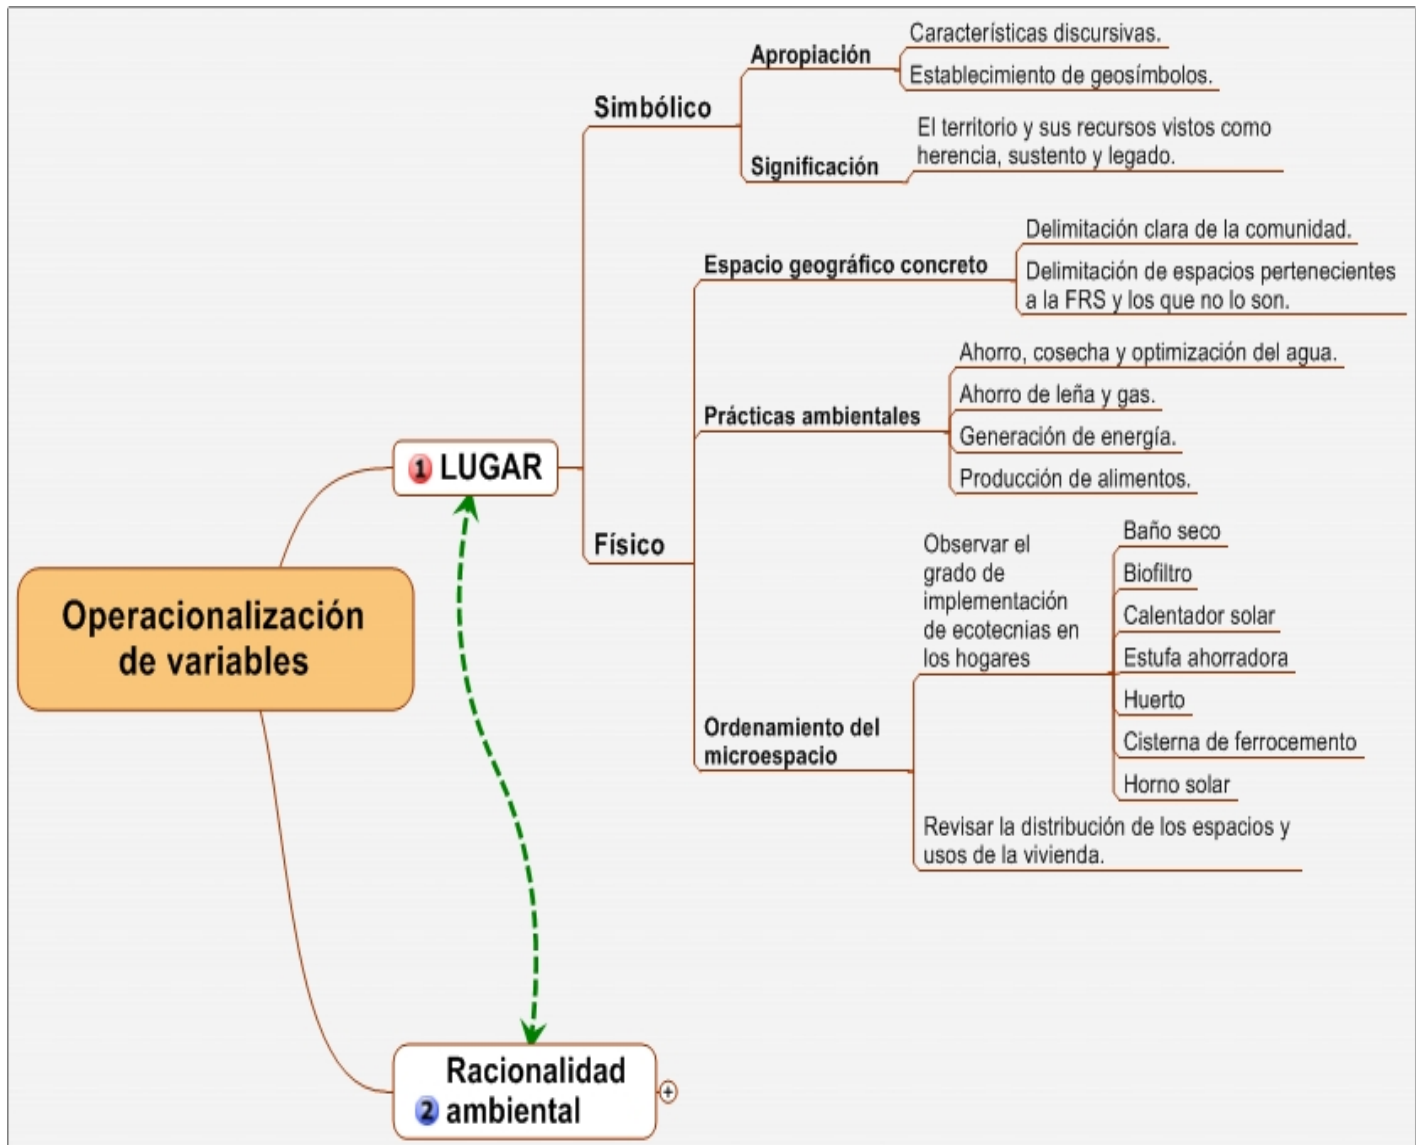 Características discursivas.
Apropiación
Establecimiento de geosímbolos.
Simbólico
El territorio y sus recursos vistos como
herencia, sustento y legado.
Significación
Delimitación clara de la comunidad.
Espacio geográfico concreto
Delimitación de espacios pertenecientes
a la FRS y los que no lo son.
Ahorro, cosecha y optimización del agua.
Ahorro de leña y gas.
Prácticas ambientales
Generación de energía.
Producción de alimentos.
1 LUGAR
Físico
Observar el
grado de
implementación
de ecotecnias en
los hogares
Baño seco
Biofiltro
Calentador solar
Estufa ahorradora
Huerto
Cisterna de ferrocemento
Horno solar
Ordenamiento del
microespacio
Revisar la distribución de los espacios y
usos de la vivienda.
Operacionalización
de variables
Racionalidad
2 ambiental